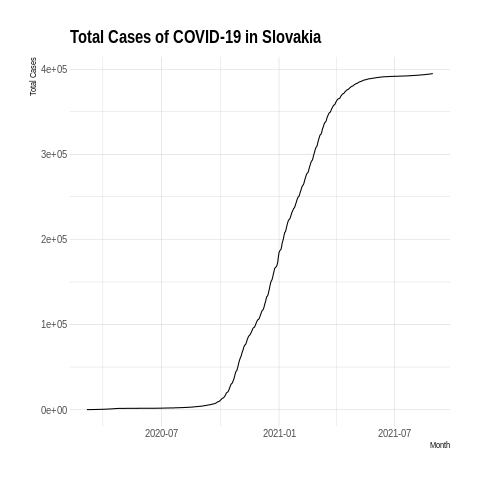 Total Cases of COVID-19 in Slovakia
Total Cases
4e+05
3e+05
2e+05
1e+05
0e+00
2020-07 2021-01 2021-07
Month